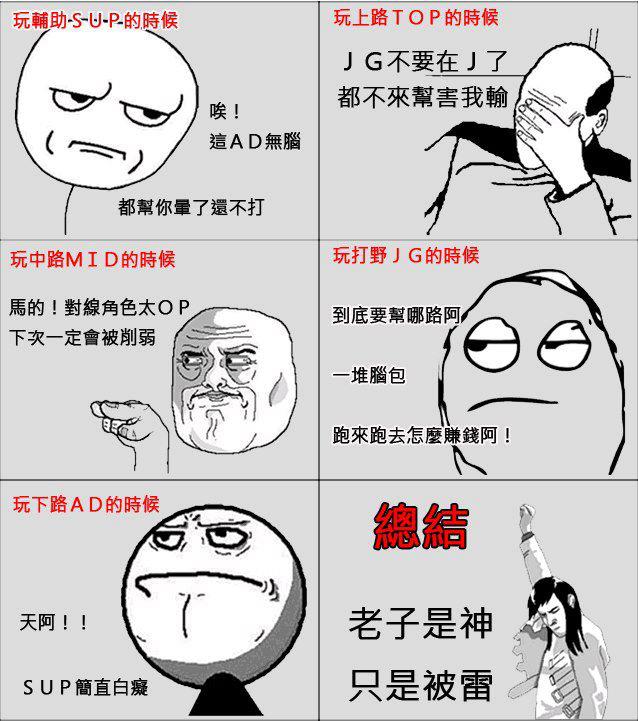 玩輔助ＳＵＰ的時候
唉！
這ＡＤ無腦
都幫你暈了還不打
玩上路ＴＯＰ的時候
ＪＧ不要在Ｊ了
都不來幫害我輸
玩中路ＭＩＤ的時候
馬的！對線角色太ＯＰ
下次一定會被削弱
玩打野ＪＧ的時候
到底要幫哪路阿
一堆腦包
跑來跑去怎麼賺錢阿！
玩下路ＡＤ的時候
天阿！！
ＳＵＰ簡直白癡
總結
老子是神
只是被雷